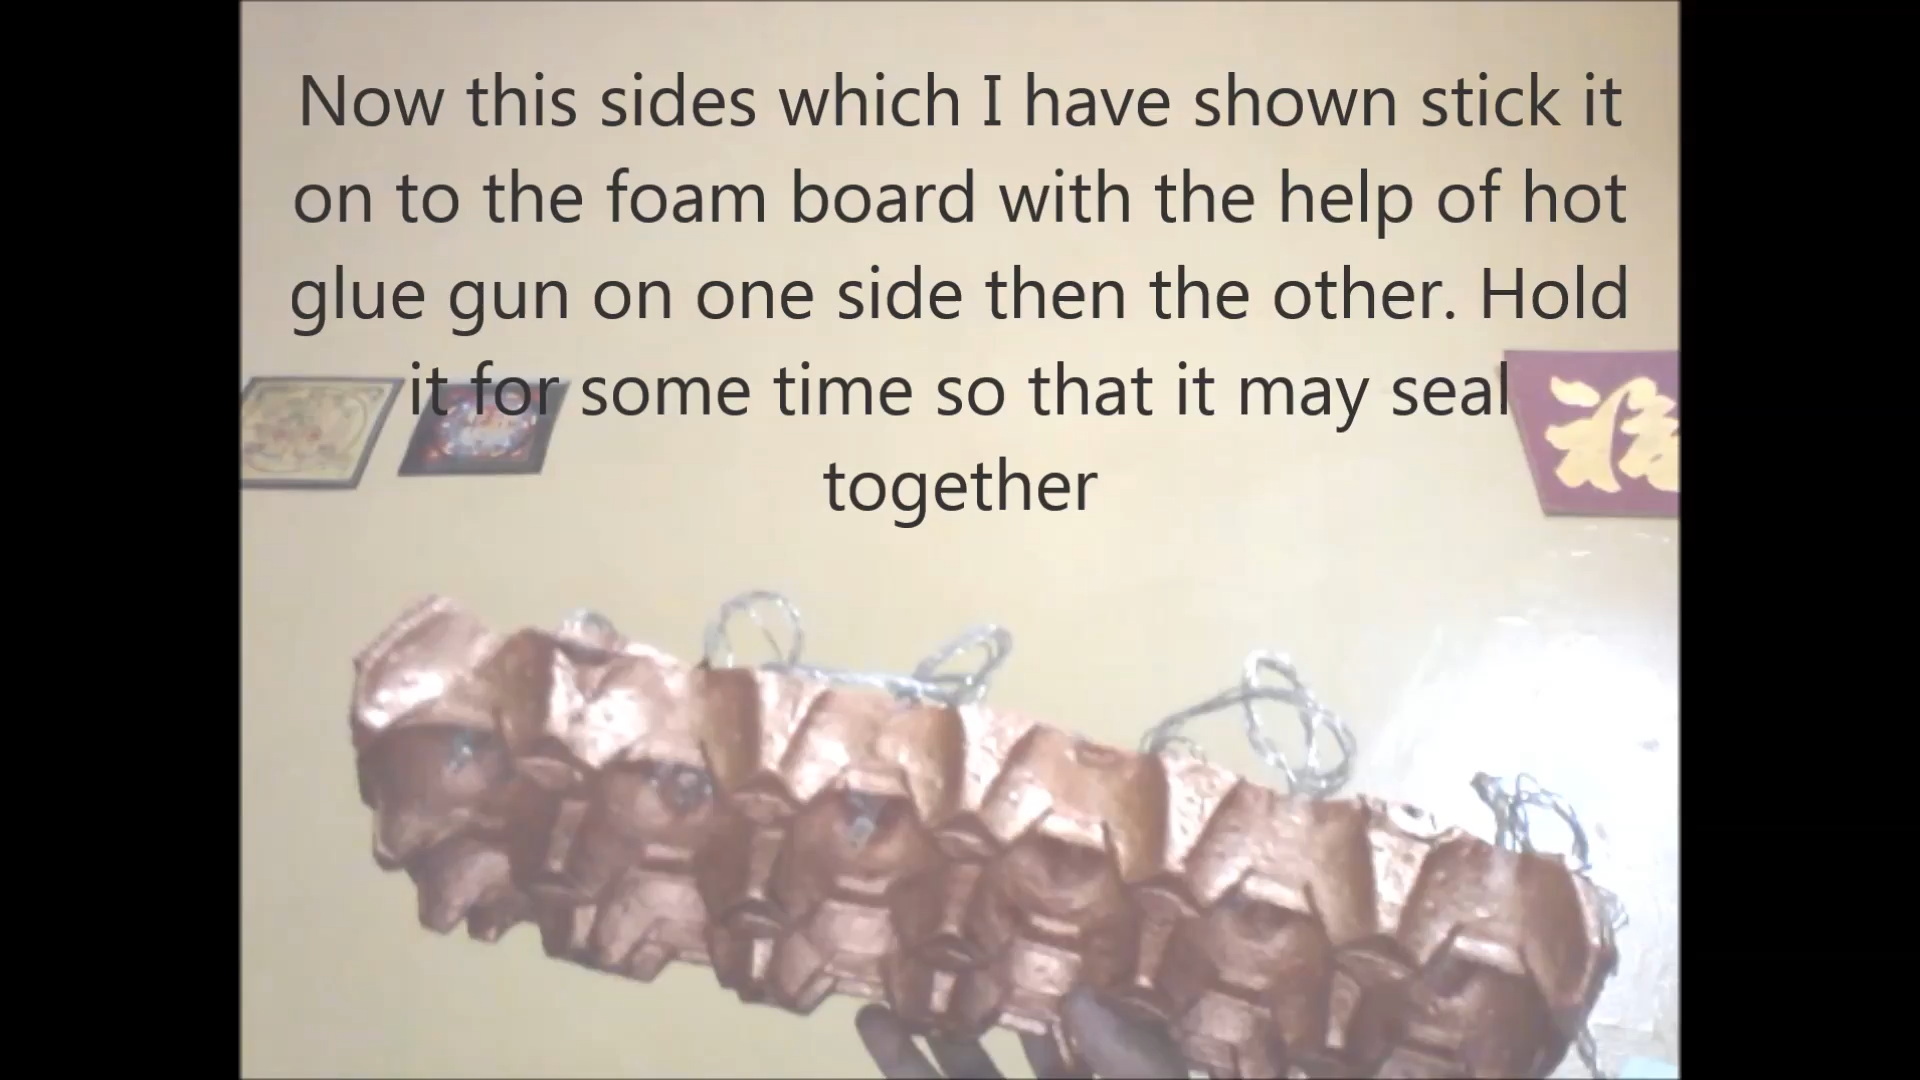 Now this sides which I have shown stick it
on to the foam board with the help of hot
glue gun on one side then the other. Hold
it for some time so that it may seal
together